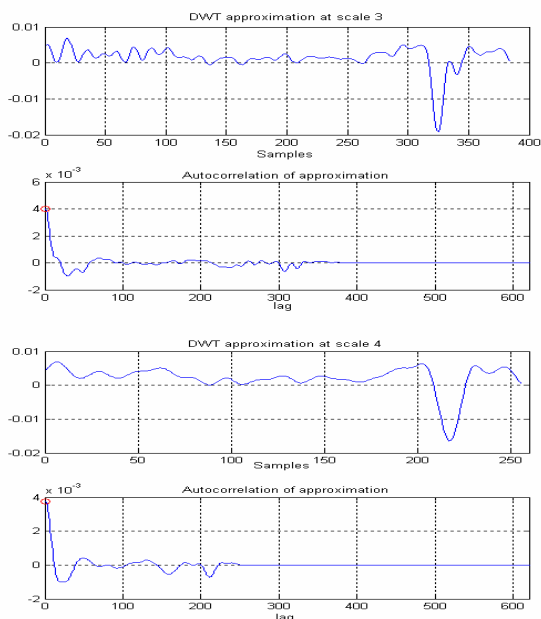 DWT approximation at scale 3
0.01
0
-0.01
-0.02
0 50 100 150 200 250 300 350 400
Samples
x 10-3 Autocorrelation of approximation
6
4
2
0
-2
0 100 200 300 400 500 600
lag
DWT approximation at scale 4
0.01
0
-0.01
-0.02
0 50 100 150 200 250
Samples
x 10-3 Autocorrelation of approximation
4
2
0
-2
0 100 200 300 400 500 600
lag